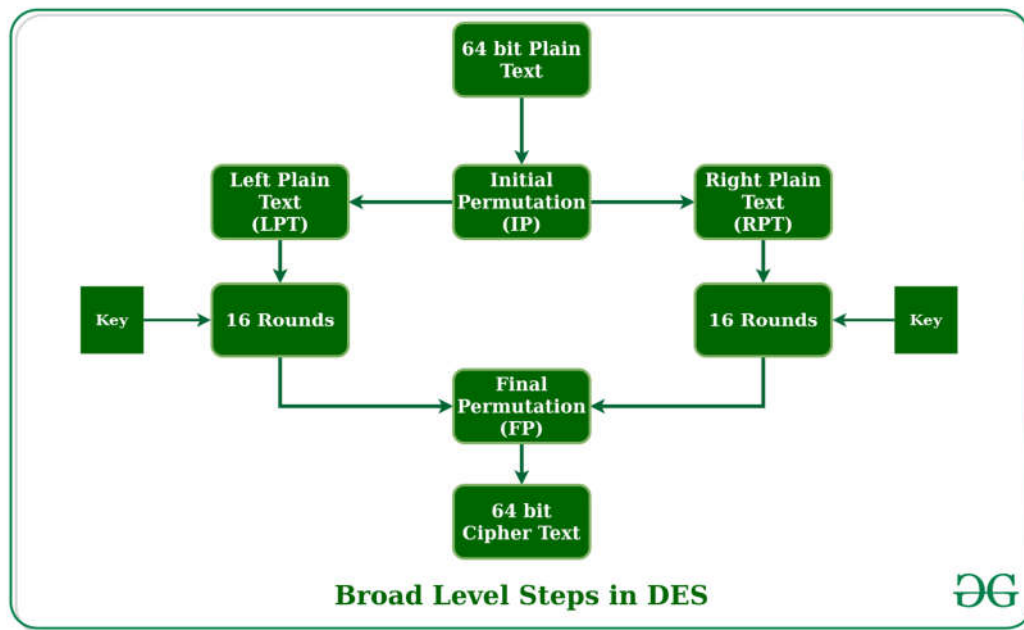 64 bit Plain
Text
Left Plain
Text
(LPT)
Initial
Permutation
(IP)
Right Plain
Text
(RPT)
Key
16 Rounds
16 Rounds
Key
Final
Permutation
(FP)
64 bit
Cipher Text
Broad Level Steps in DES